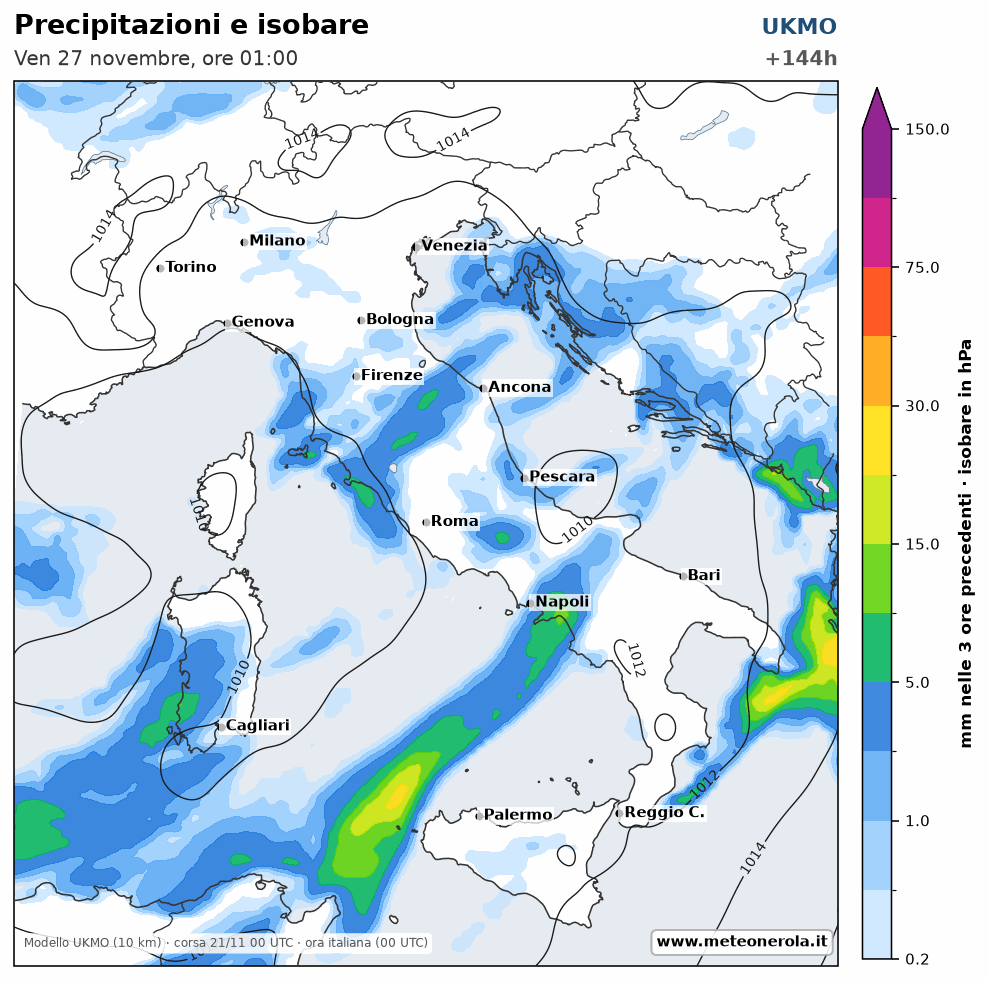 Precipitazioni e isobare
UKMO
Ven 27 novembre, ore 01:00
+144h
1014
1014
1014
Milano
Venezia
Torino
Genova
Bologna
Firenze
Ancona
Pescara
1010
1010
Roma
Bari
Napoli
1012
1010
Cagliari
1012
Palermo
Reggio C.
1014
Modello UKMO (10 km) · corsa 21/11 00 UTC · ora italiana (00 UTC)
www.meteonerola.it
150.0
75.0
30.0
15.0
5.0
1.0
0.2
mm nelle 3 ore precedenti · isobare in hPa